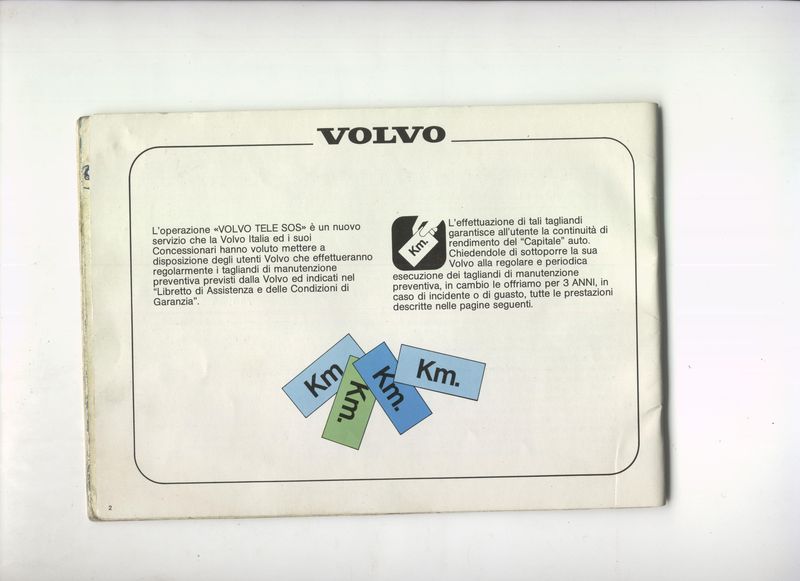 VOLVO
L'operazione «VOLVO TELE SOS» è un nuovo
servizio che la Volvo Italia ed i suoi
Concessionari hanno voluto mettere a
disposizione degli utenti Volvo che effettueranno
regolarmente i tagliandi di manutenzione
preventiva previsti dalla Volvo ed indicati nel
“Libretto di Assistenza e delle Condizioni di
Garanzia”.
Km.
L'effettuazione di tali tagliandi
garantisce all'utente la continuità di
rendimento del “Capitale” auto.
Chiedendole di sottoporre la sua
Volvo alla regolare e periodica
esecuzione dei tagliandi di manutenzione
preventiva, in cambio le offriamo per 3 ANNI, in
caso di incidente o di guasto, tutte le prestazioni
descritte nelle pagine seguenti.
Km
Km.
Km.
Km.
2